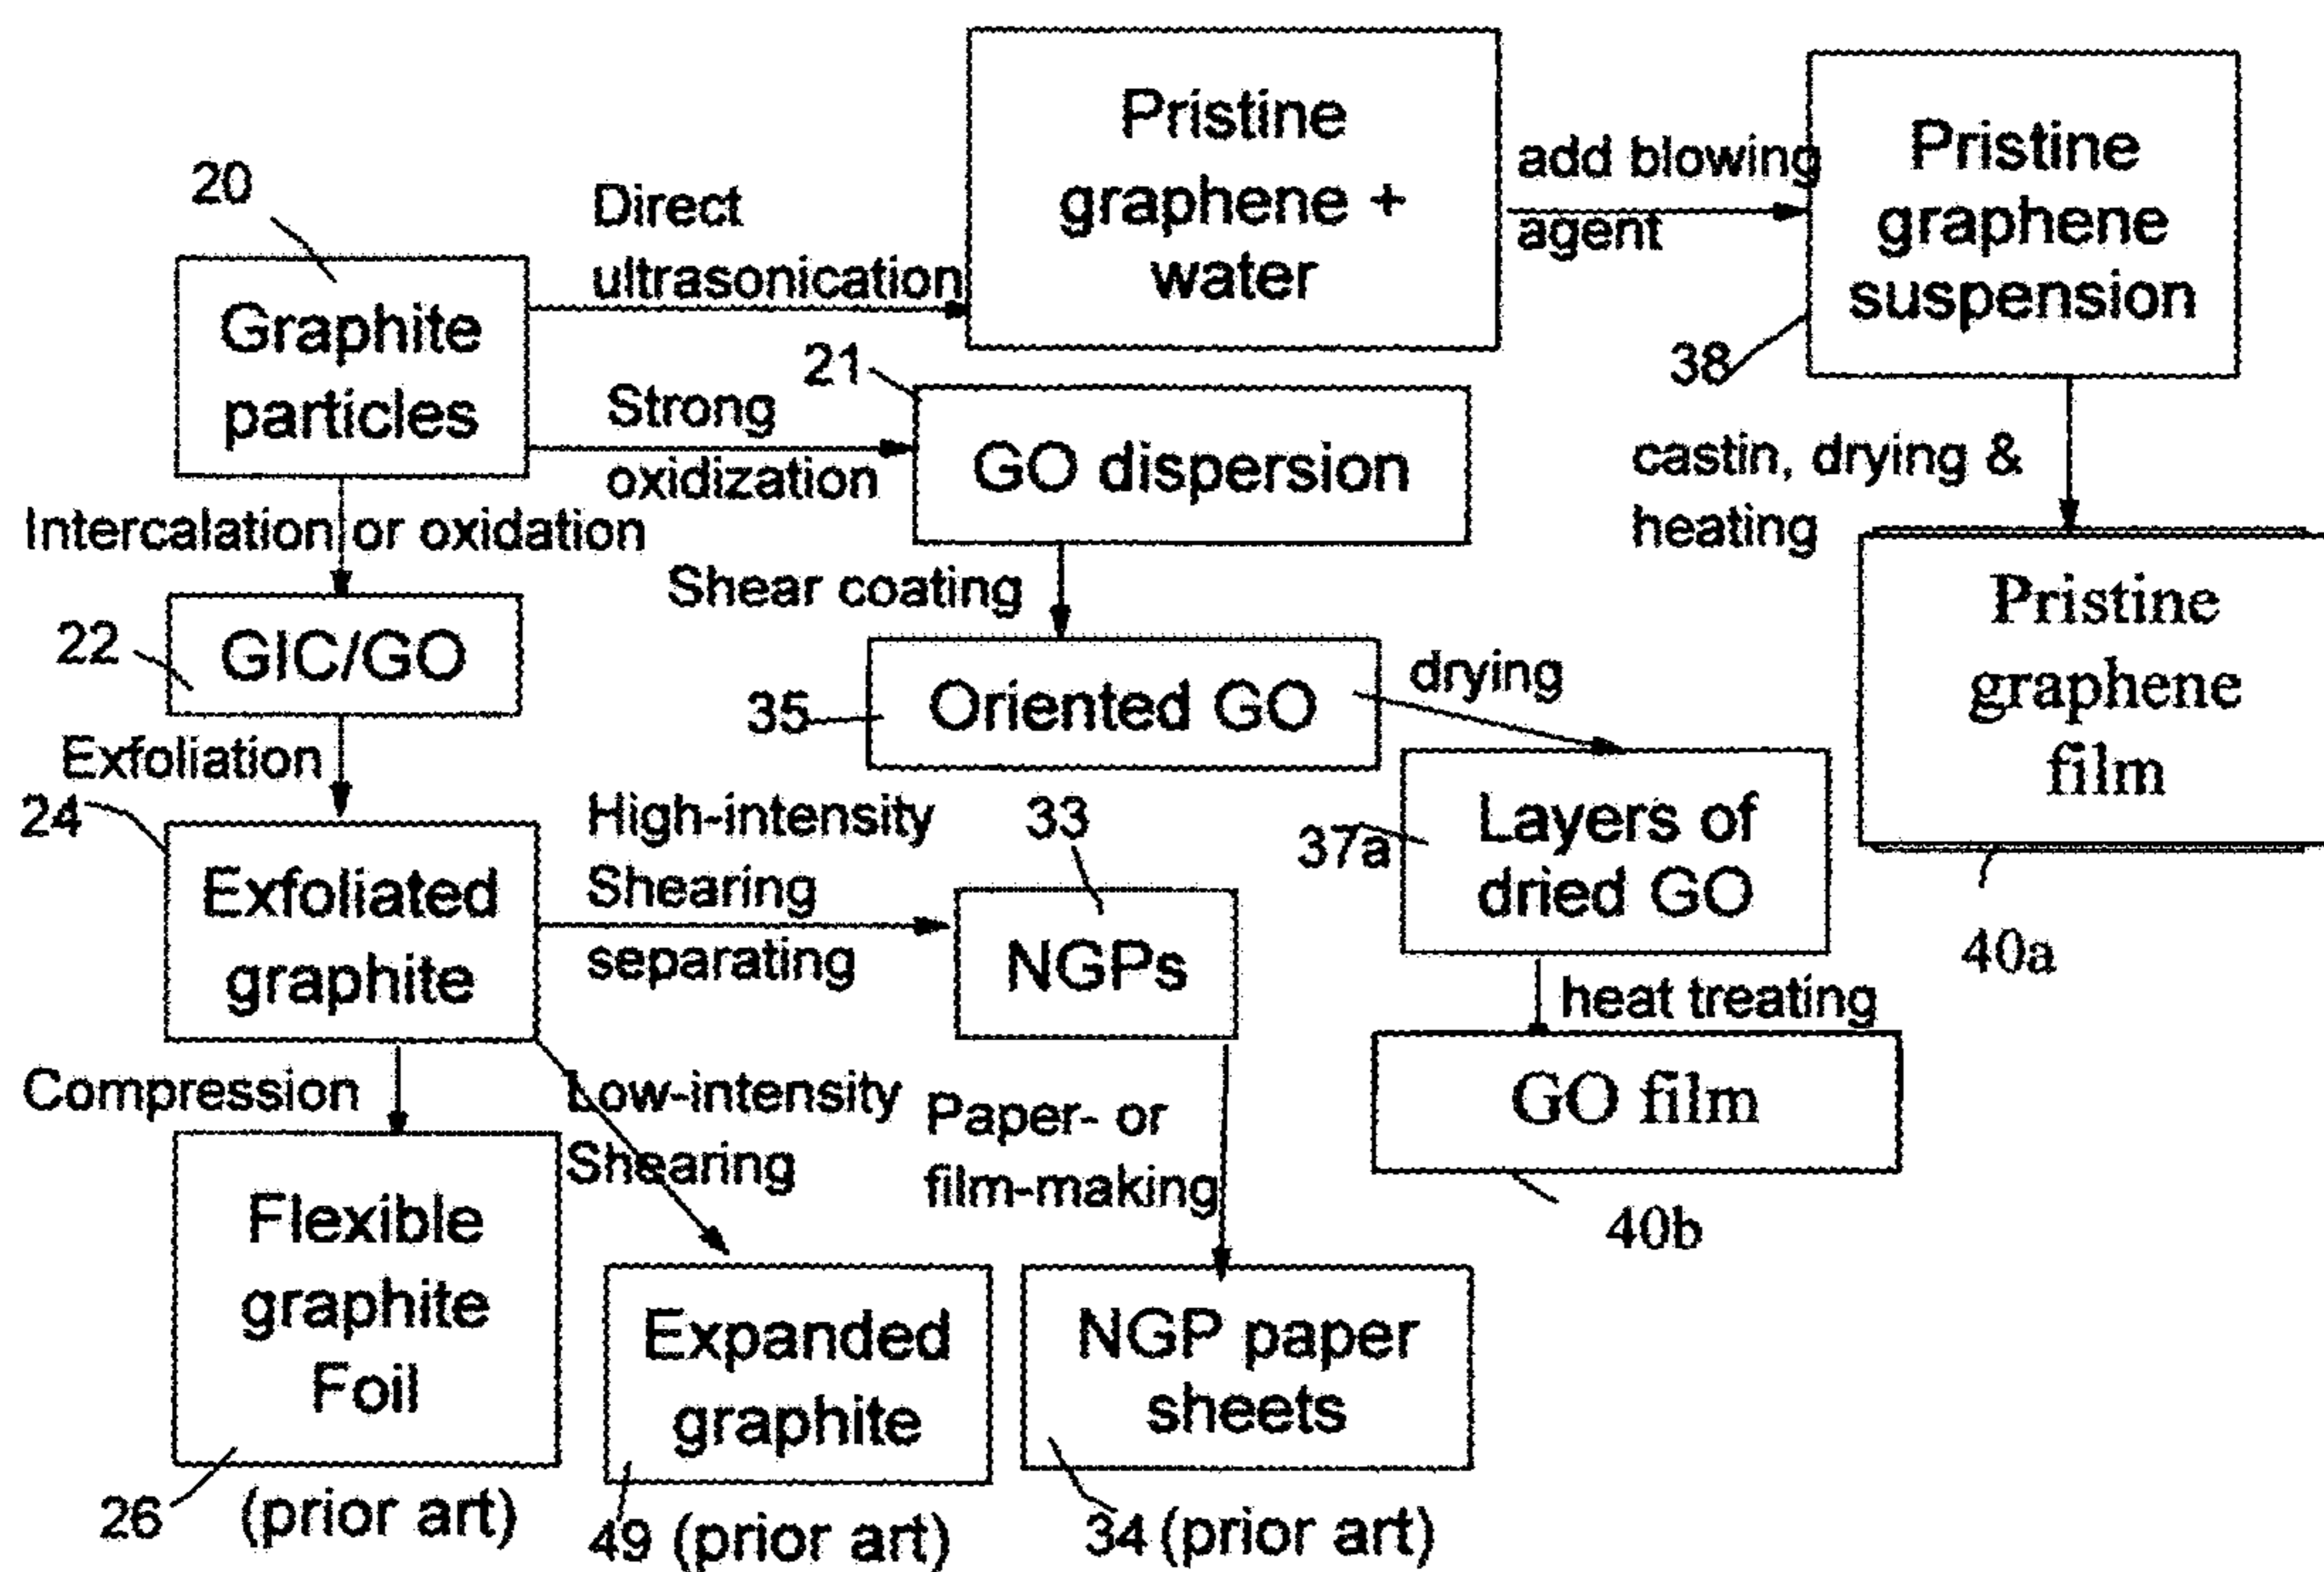 20
Graphite
particles
Direct
ultrasonication
Pristine
graphene +
water
add blowing
agent
Pristine
graphene
suspension
38
Strong
oxidization
21
GO dispersion
castin, drying &
heating
Pristine
graphene
film
40a
Intercalation or oxidation
22
GIC/GO
Shear coating
35
Oriented GO
drying
37a
Layers of
dried GO
heat treating
GO film
40b
Exfoliation
24
Exfoliated
graphite
High-intensity
Shearing
separating
33
NGPs
Compression
Low-intensity
Shearing
Paper- or
film-making
Flexible
graphite
Foil
26
(prior art)
Expanded
graphite
49 (prior art)
NGP paper
sheets
34 (prior art)